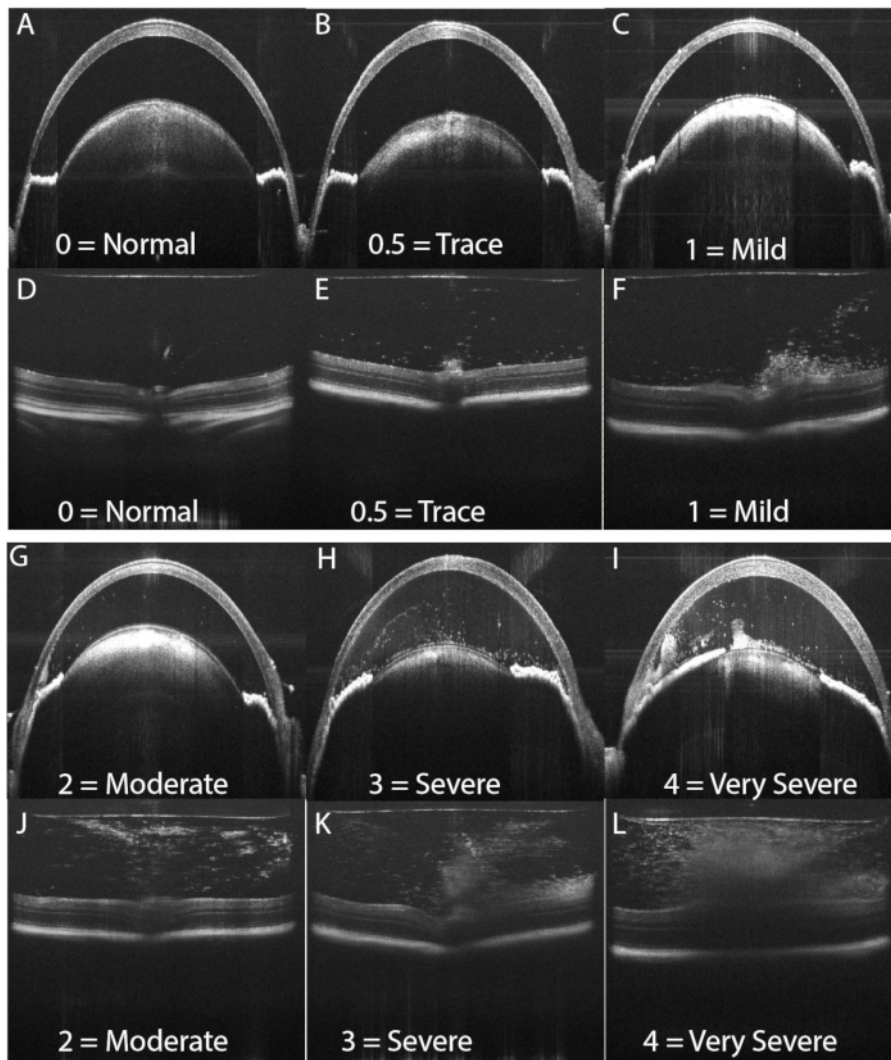 A B C
0 = Normal 0.5 = Trace 1 = Mild
D E F
0 = Normal 0.5 = Trace 1 = Mild
G H I
2 = Moderate 3 = Severe 4 = Very Severe
J K L
2 = Moderate 3 = Severe 4 = Very Severe